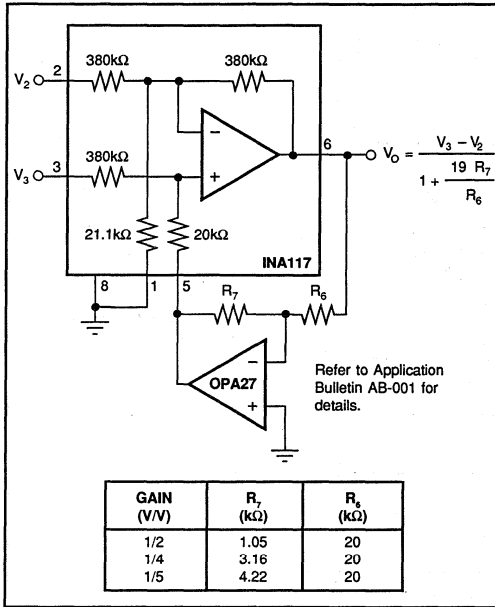 380kΩ 380kΩ
V2 2
6 VO = V3 – V2 / 1 + 19 R7 / R6
3
V3 380kΩ
21.1kΩ 20kΩ
INA117
8 1 5
R7 R6
OPA27
Refer to Application
Bulletin AB-001 for
details.
GAIN (V/V) R7 (kΩ) R6 (kΩ)
1/2 1.05 20
1/4 3.16 20
1/5 4.22 20